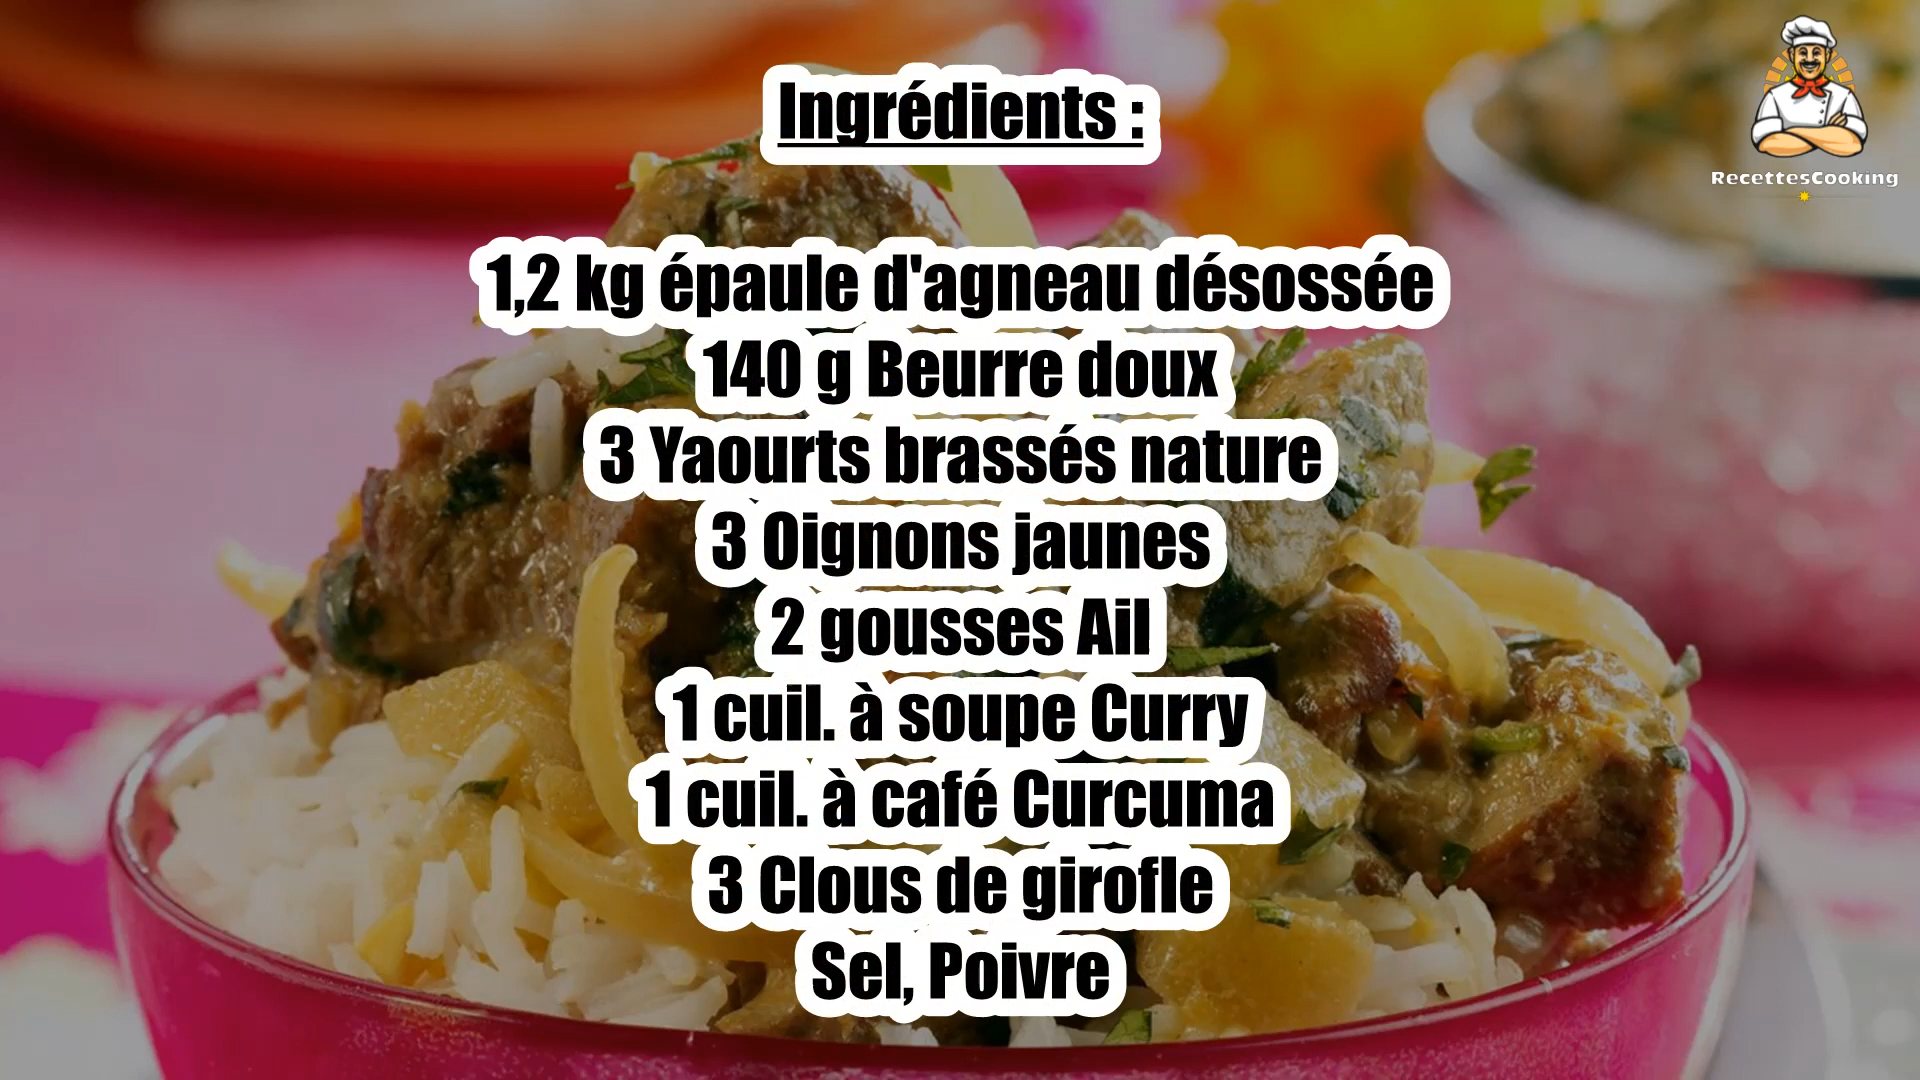 Ingrédients :
RecettesCooking
1,2 kg épaule d'agneau désossée
140 g Beurre doux
3 Yaourts brassés nature
3 Oignons jaunes
2 gousses Ail
1 cuil. à soupe Curry
1 cuil. à café Curcuma
3 Clous de girofle
Sel, Poivre